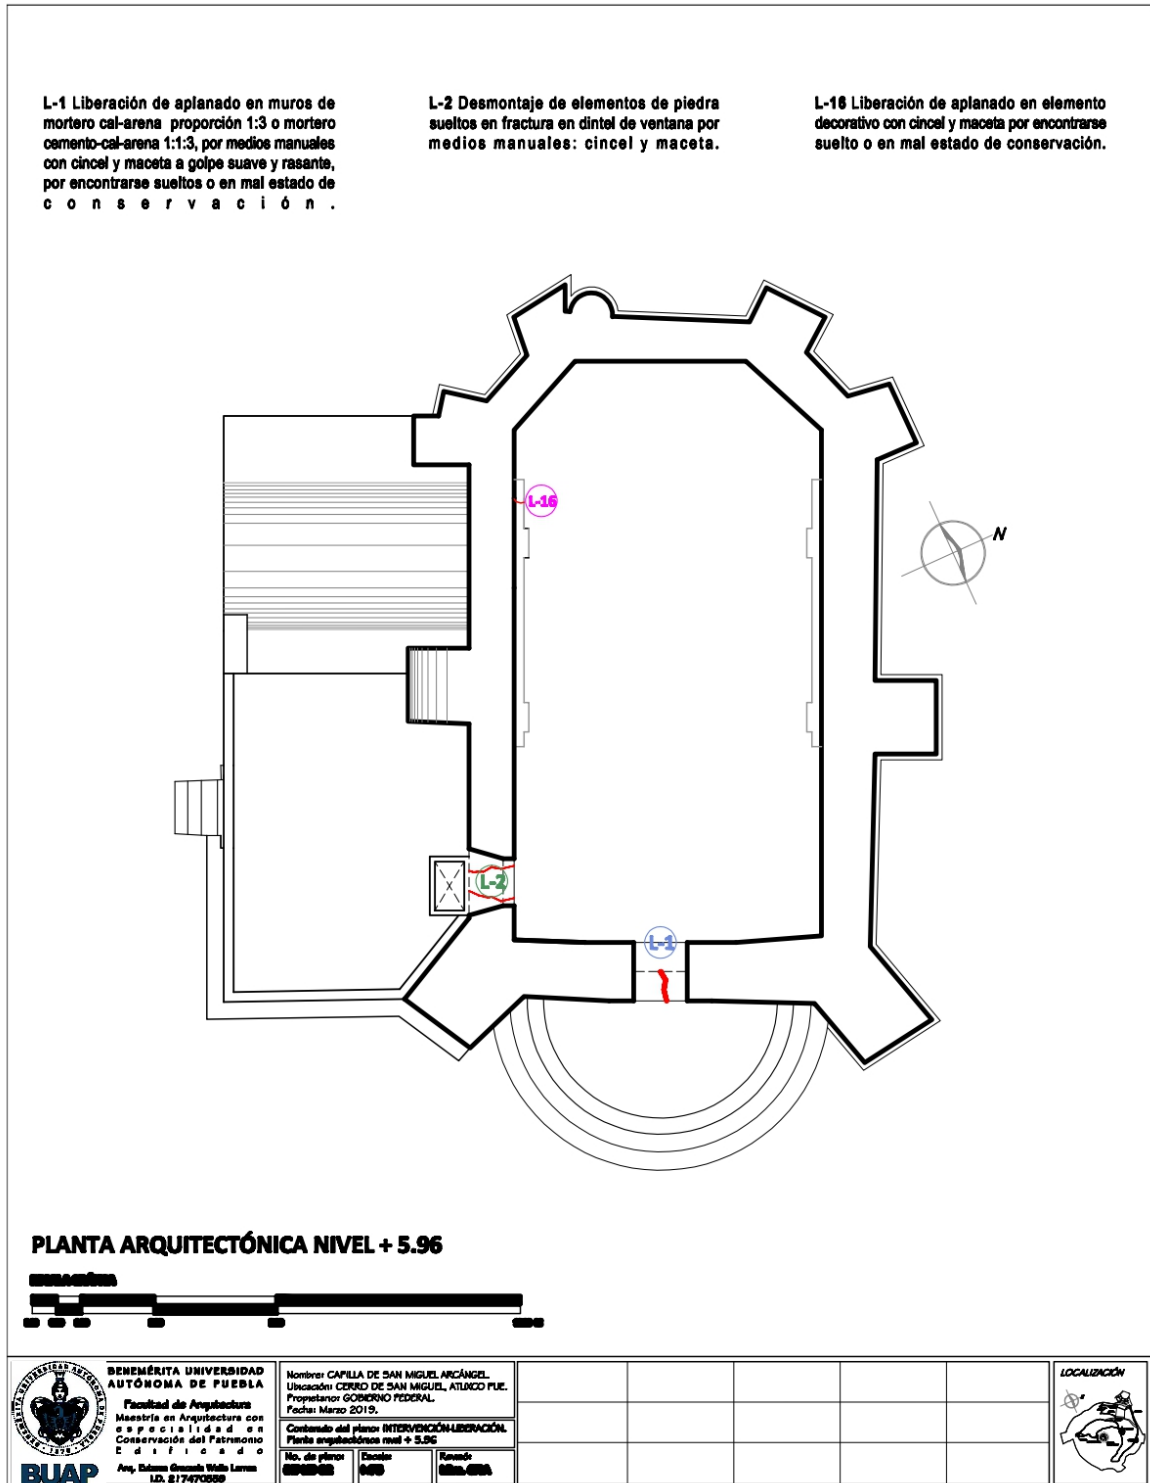 L-1 Liberación de aplanado en muros de
mortero cal-arena proporción 1:3 o mortero
cemento-cal-arena 1:1:3, por medios manuales
con cincel y maceta a golpe suave y rasante,
por encontrarse sueltos o en mal estado de
c o n s e r v a c i ó n .
L-2 Desmontaje de elementos de piedra
sueltos en fractura en dintel de ventana por
medios manuales: cincel y maceta.
L-16 Liberación de aplanado en elemento
decorativo con cincel y maceta por encontrarse
suelto o en mal estado de conservación.
L-16
N
L-2
L-1
PLANTA ARQUITECTÓNICA NIVEL + 5.96
BENEMÉRITA UNIVERSIDAD
AUTÓNOMA DE PUEBLA
Facultad de Arquitectura
Maestría en Arquitectura con
e s p e c i a l i d a d e n
Conservación del Patrimonio
E d i f i c a d o
I.D. 217470559
BUAP
Nombre: CAPILLA DE SAN MIGUEL ARCÁNGEL.
Ubicación: CERRO DE SAN MIGUEL, ATLIXCO PUE.
Propietario: GOBIERNO FEDERAL.
Fecha: Marzo 2019.
Contenido del plano: INTERVENCIÓN-LIBERACIÓN.
Planta arquitectónica nivel + 5.96
No. de plano:
Escala:
Revisó:
LOCALIZACIÓN